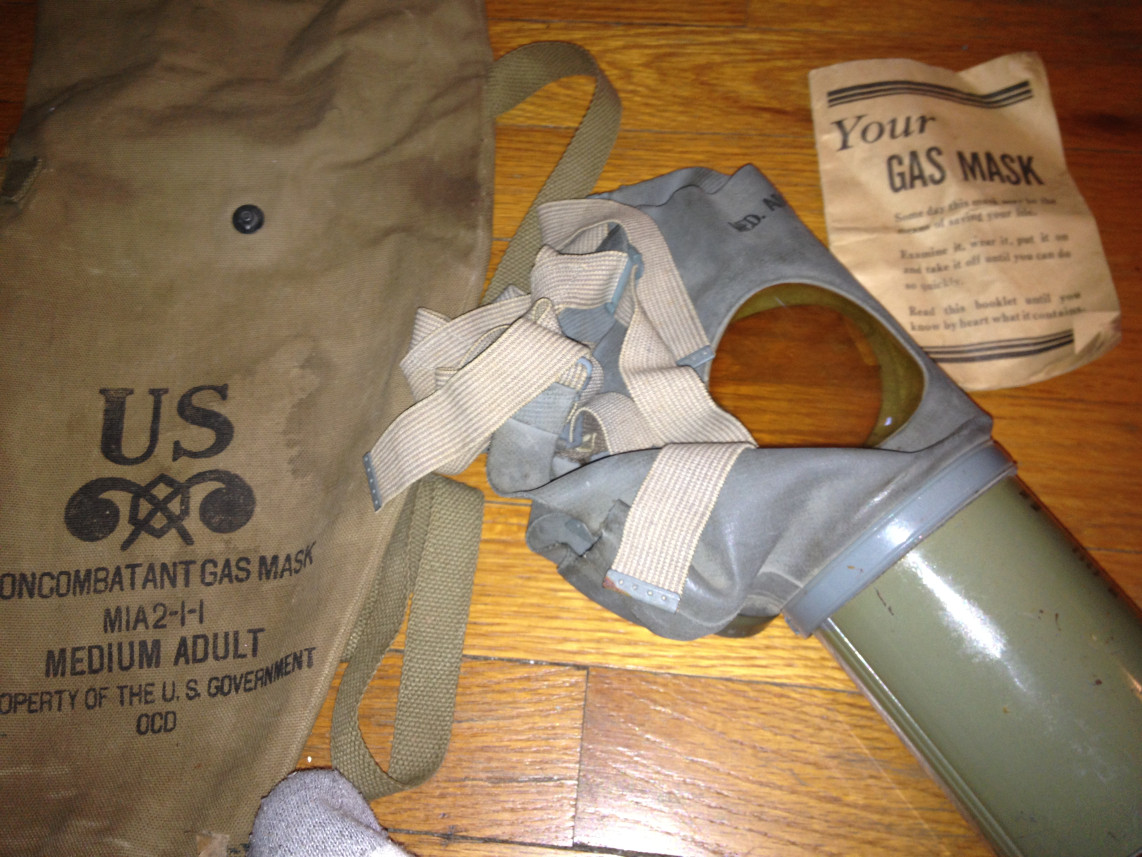 US
ONCOMBATANT GAS MASK
M1A2-1-1
MEDIUM ADULT
OPERTY OF THE U. S. GOVERNMENT
OCD
ED. A
Your
GAS MASK
Some day this mask may be the
means of saving your life.
Examine it, wear it, put it on
and take it off until you can do
so quickly.
Read this booklet until you
know by heart what it contains.